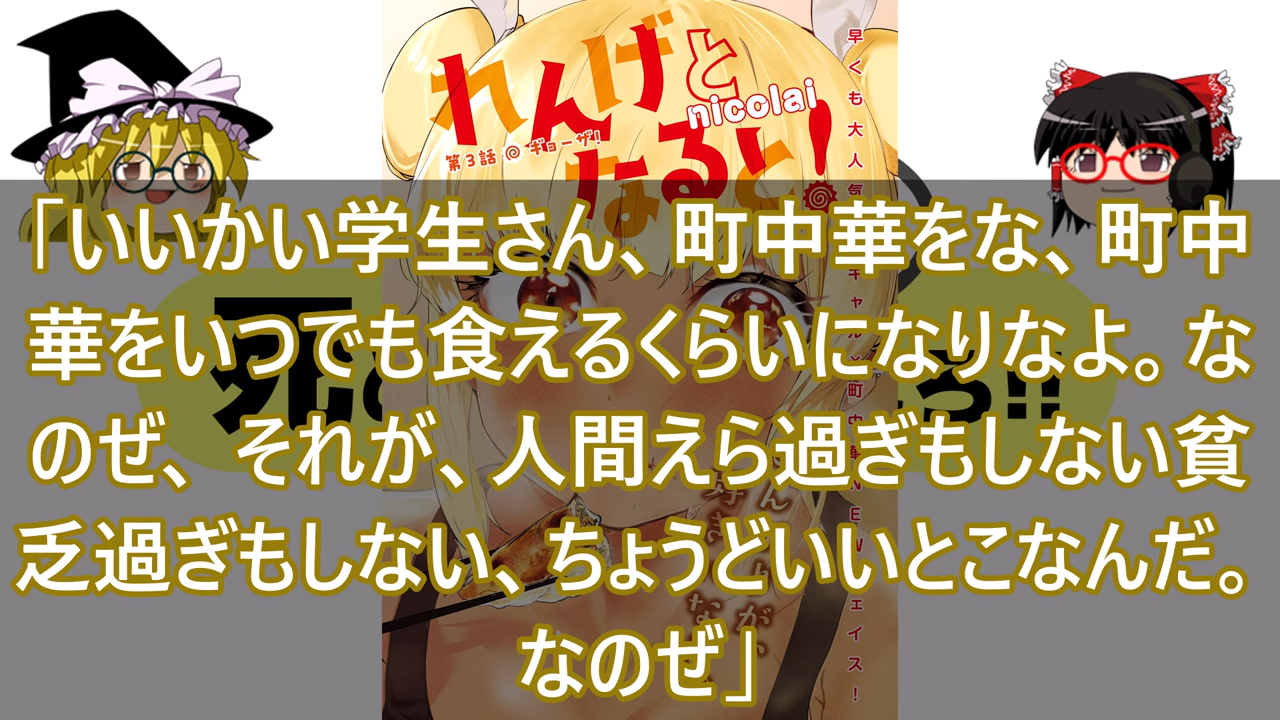 れんげと
なると!
nicolai
第3話@ギョーザ!
早くも大人気
「いいかい学生さん、町中華をな、町中
華をいつでも食えるくらいになりなよ。な
のぜ、それが、人間えら過ぎもしない貧
乏過ぎもしない、ちょうどいいとこなんだ。
なのぜ」